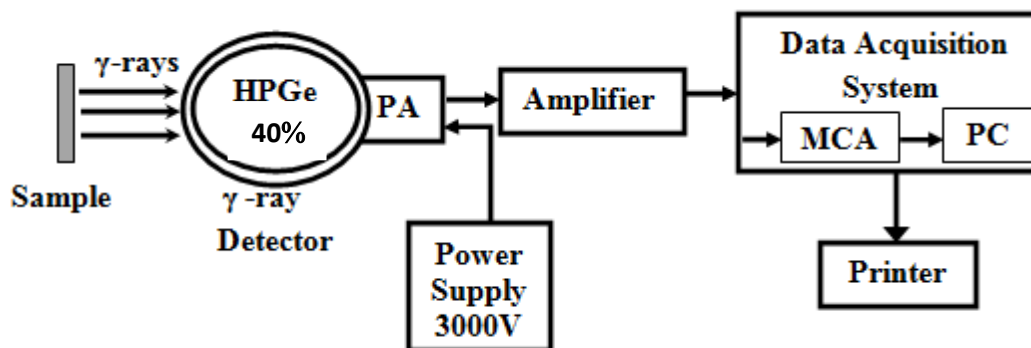 γ-rays
Sample
HPGe
40%
γ -ray
Detector
PA
Power
Supply
3000V
Amplifier
Data Acquisition
System
MCA
PC
Printer